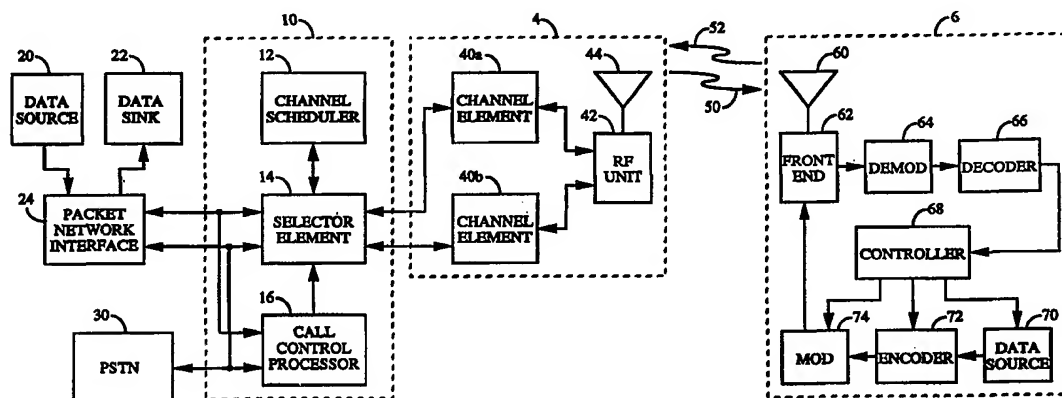 10
4
6
20
22
12
40a
44
52
60
DATA
SOURCE
DATA
SINK
CHANNEL
SCHEDULER
CHANNEL
ELEMENT
42
50
62
64
66
RF
UNIT
FRONT
END
DEMOD
DECODER
24
PACKET
NETWORK
INTERFACE
14
SELECTOR
ELEMENT
40b
CHANNEL
ELEMENT
68
CONTROLLER
30
PSTN
16
CALL
CONTROL
PROCESSOR
74
MOD
72
ENCODER
70
DATA
SOURCE